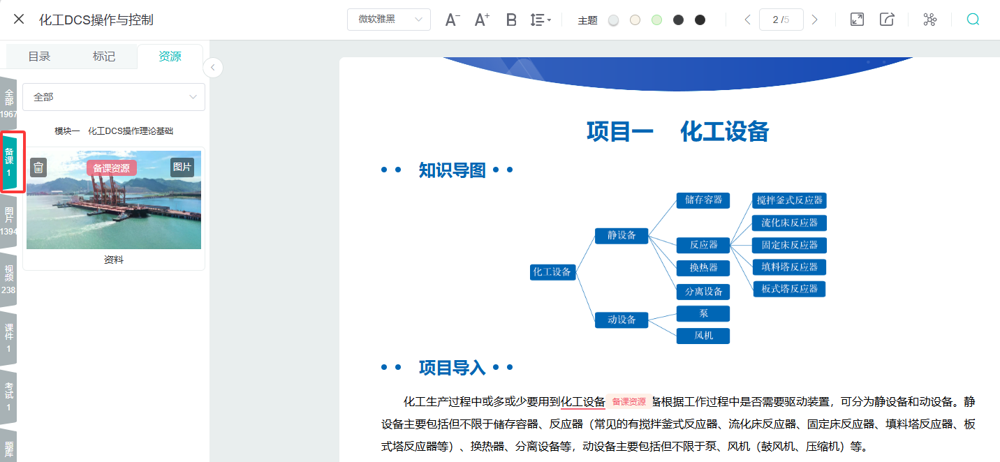 化工DCS操作与控制
微软雅黑
A⁻ A⁺ B
主题
2 /5
目录 标记 资源
全部
1967
备课
1
图片
1394
视频
238
课件
1
考试
1
题库
全部
模块一 化工DCS操作理论基础
备课资源
图片
资料
项目一 化工设备
知识导图
化工设备
静设备
动设备
储存容器
反应器
换热器
分离设备
泵
风机
搅拌釜式反应器
流化床反应器
固定床反应器
填料塔反应器
板式塔反应器
项目导入
化工生产过程中或多或少要用到化工设备 备课资源 备根据工作过程中是否需要驱动装置，可分为静设备和动设备。静
设备主要包括但不限于储存容器、反应器（常见的有搅拌釜式反应器、流化床反应器、固定床反应器、填料塔反应器、板
式塔反应器等）、换热器、分离设备等，动设备主要包括但不限于泵、风机（鼓风机、压缩机）等。